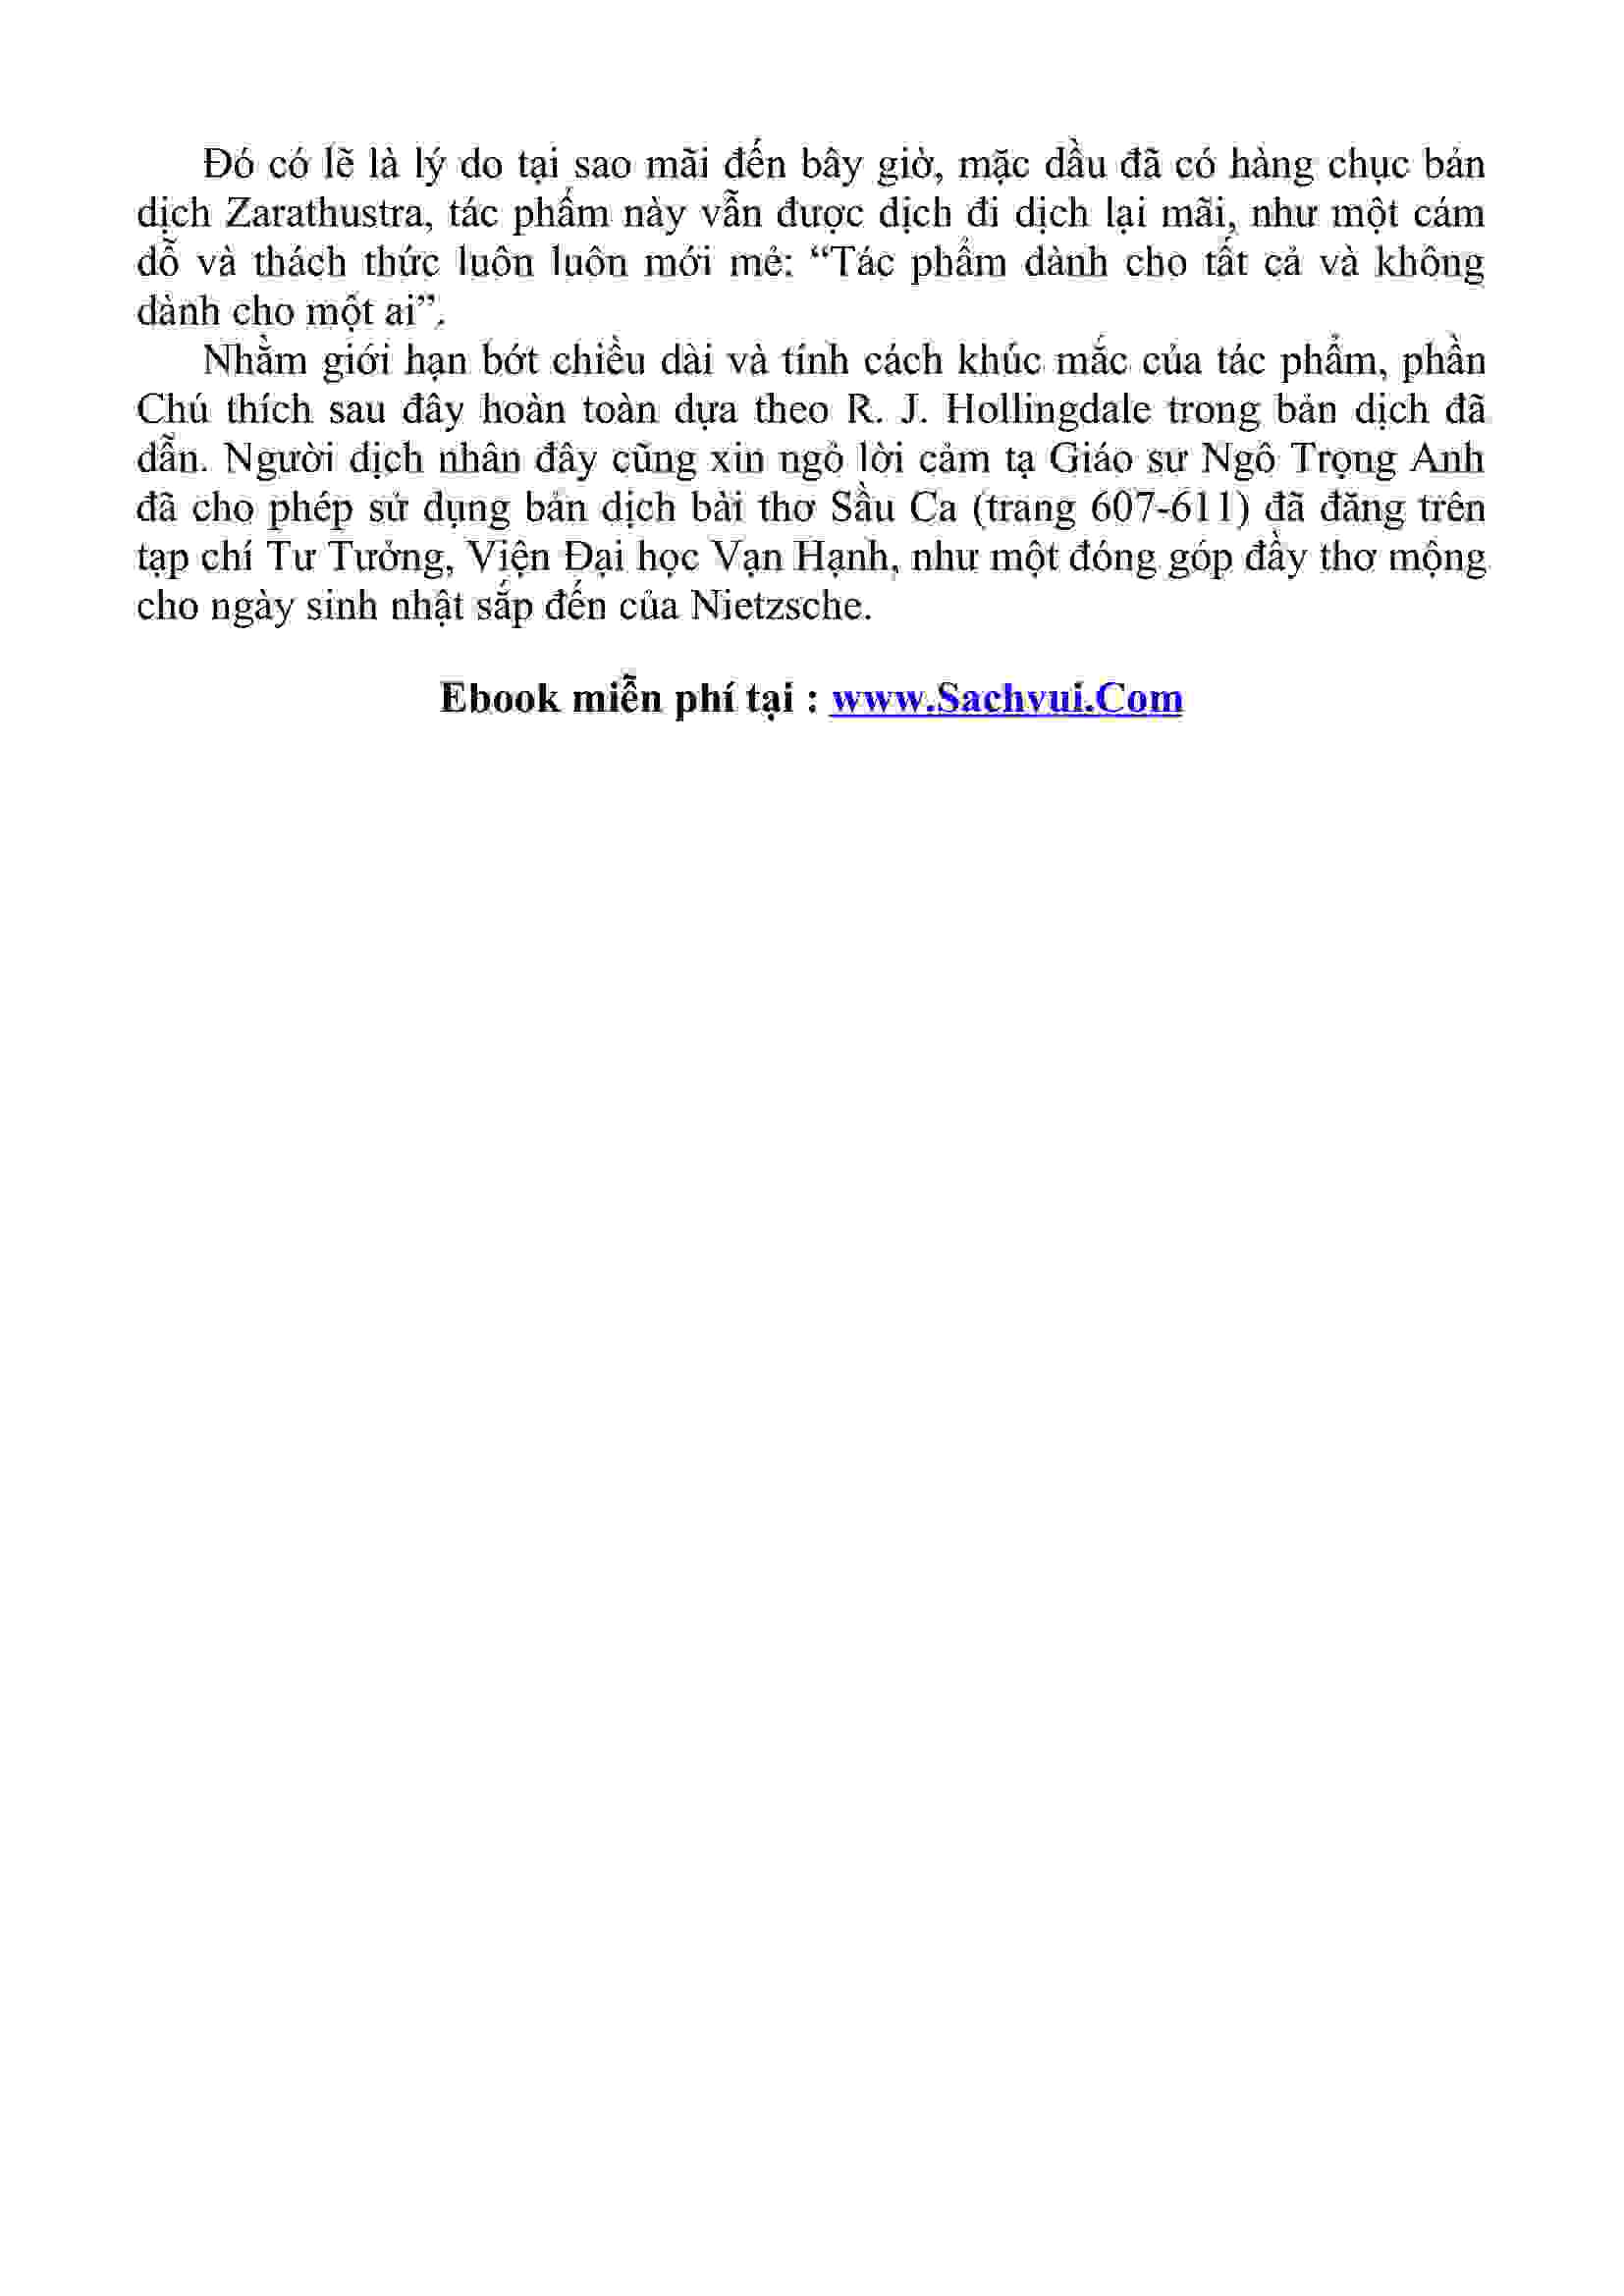 Đó có lẽ là lý do tại sao mãi đến bây giờ, mặc dầu đã có hàng chục bản
dịch Zarathustra, tác phẩm này vẫn được dịch đi dịch lại mãi, như một cám
dỗ và thách thức luôn luôn mới mẻ: “Tác phẩm dành cho tất cả và không
dành cho một ai”.
Nhằm giới hạn bớt chiều dài và tính cách khúc mắc của tác phẩm, phần
Chú thích sau đây hoàn toàn dựa theo R. J. Hollingdale trong bản dịch đã
dẫn. Người dịch nhân đây cũng xin ngỏ lời cảm tạ Giáo sư Ngô Trọng Anh
đã cho phép sử dụng bản dịch bài thơ Sầu Ca (trang 607-611) đã đăng trên
tạp chí Tư Tưởng, Viện Đại học Vạn Hạnh, như một đóng góp đầy thơ mộng
cho ngày sinh nhật sắp đến của Nietzsche.
Ebook miễn phí tại : www.Sachvui.Com